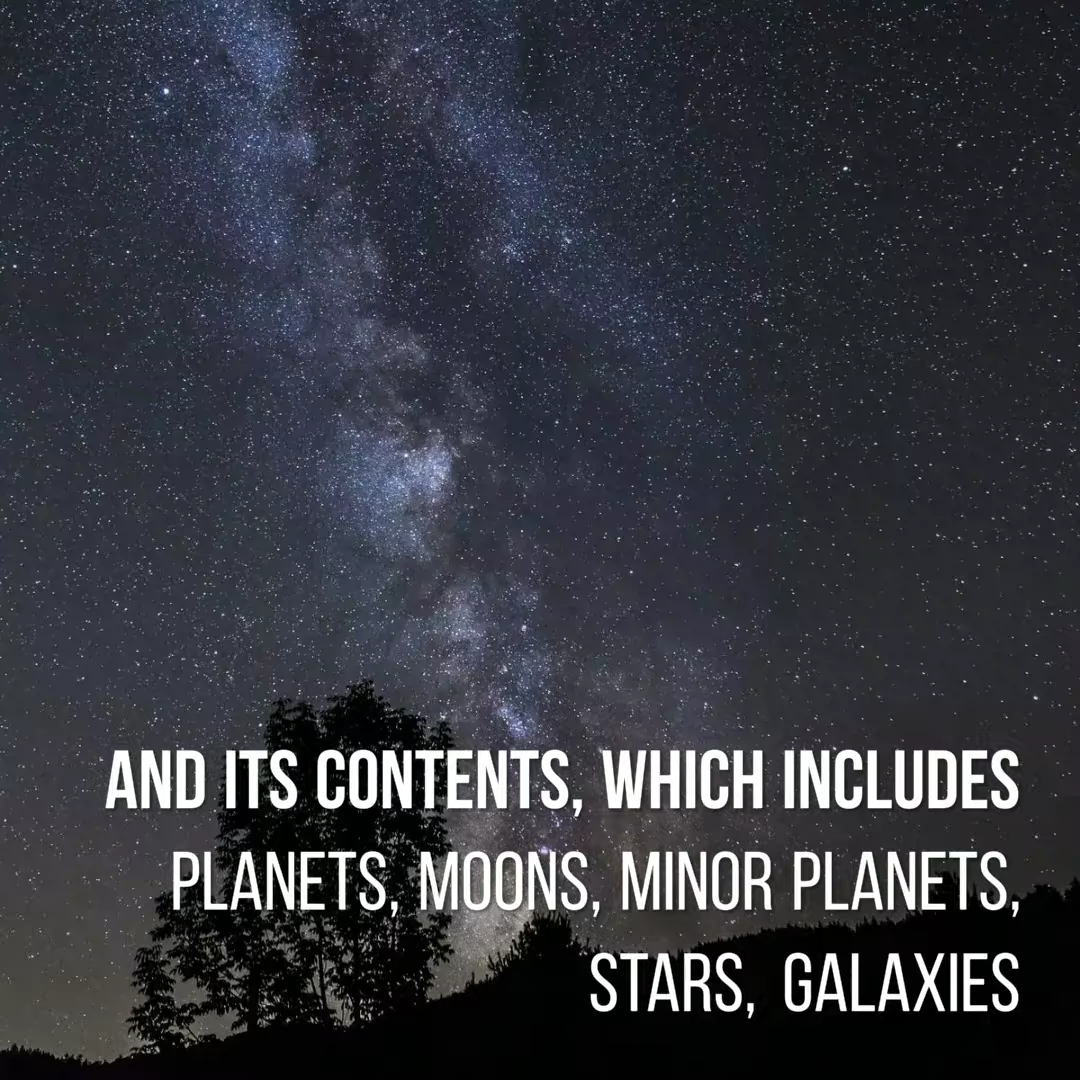 AND ITS CONTENTS, WHICH INCLUDES
PLANETS, MOONS, MINOR PLANETS,
STARS, GALAXIES